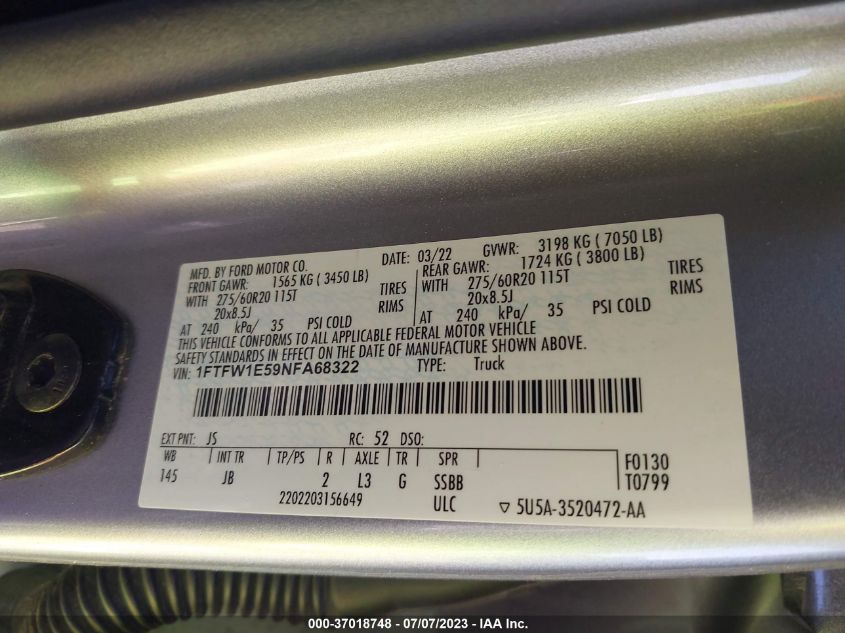 MFD. BY FORD MOTOR CO. DATE: 03/22 GVWR: 3198 KG ( 7050 LB)
FRONT GAWR: 1565 KG ( 3450 LB) REAR GAWR: 1724 KG ( 3800 LB)
WITH 275/60R20 115T TIRES WITH 275/60R20 115T TIRES
20x8.5J RIMS 20x8.5J RIMS
AT 240 kPa/ 35 PSI COLD AT 240 kPa/ 35 PSI COLD
THIS VEHICLE CONFORMS TO ALL APPLICABLE FEDERAL MOTOR VEHICLE
SAFETY STANDARDS IN EFFECT ON THE DATE OF MANUFACTURE SHOWN ABOVE.
VIN: 1FTFW1E59NFA68322 TYPE: Truck
EXT PNT: JS RC: 52 DSO:
WB INT TR TP/PS R AXLE TR SPR F0130
145 JB 2 L3 G SSBB T0799
2202203156649 ULC ▽ 5U5A-3520472-AA
000-37018748 - 07/07/2023 - IAA Inc.